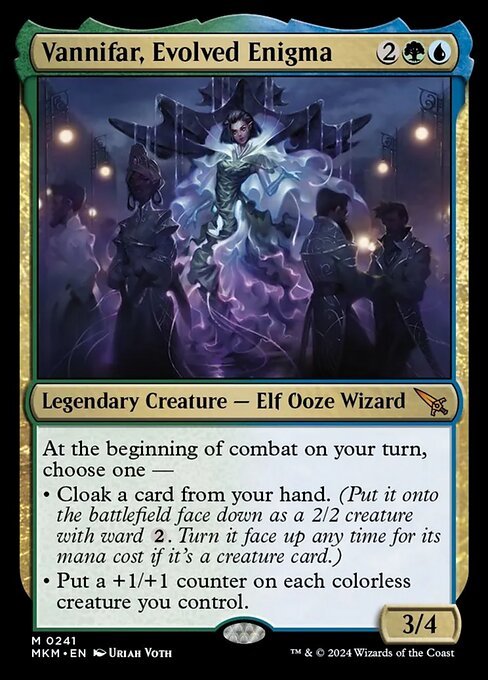 Vannifar, Evolved Enigma 2
Legendary Creature — Elf Ooze Wizard
At the beginning of combat on your turn,
choose one —
• Cloak a card from your hand. (Put it onto
the battlefield face down as a 2/2 creature
with ward 2. Turn it face up any time for its
mana cost if it's a creature card.)
• Put a +1/+1 counter on each colorless
creature you control.
3/4
M 0241
MKM • EN Uriah Voth
™ & © 2024 Wizards of the Coast